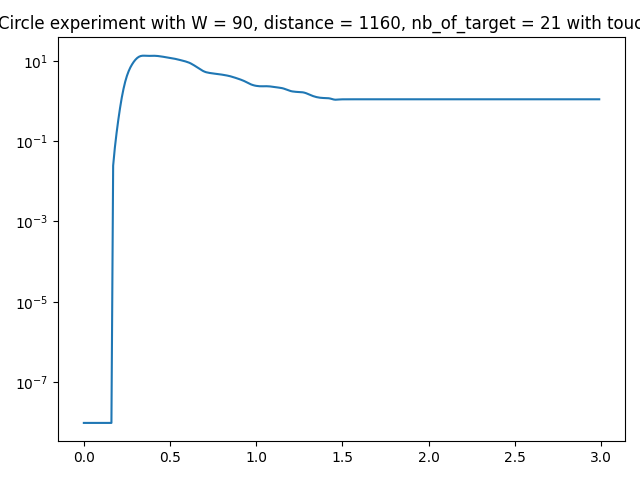 Circle experiment with W = 90, distance = 1160, nb_of_target = 21 with
10¹
10⁻¹
10⁻³
10⁻⁵
10⁻⁷
0.0 0.5 1.0 1.5 2.0 2.5 3.0